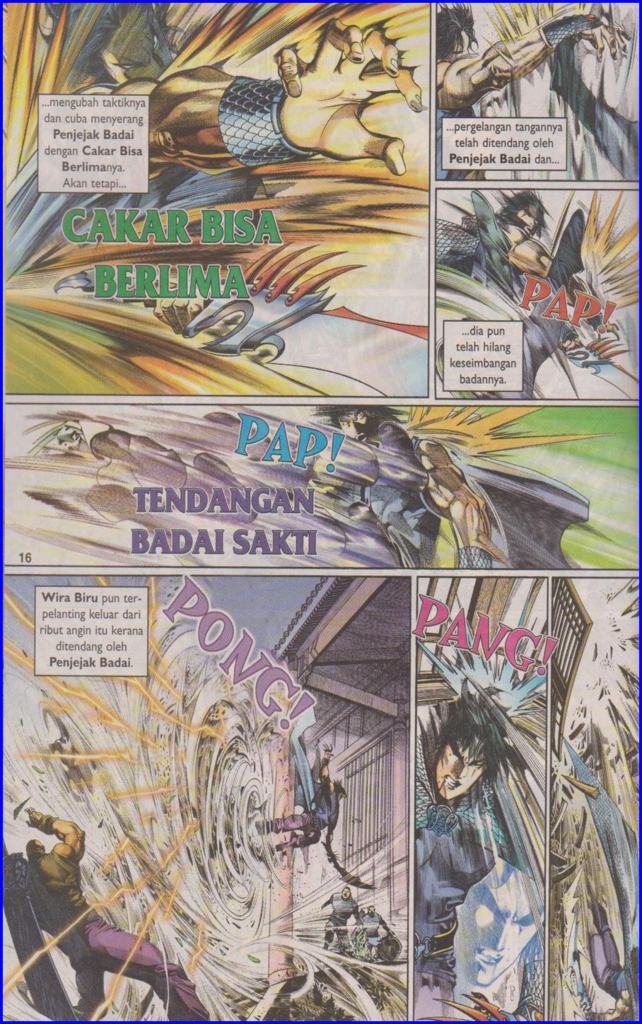 ...mengubah taktiknya
dan cuba menyerang
Penjejak Badai
dengan Cakar Bisa
Berlimanya.
Akan tetapi...
CAKAR BISA
BERLIMA
...pergelangan tangannya
telah ditendang oleh
Penjejak Badai dan...
PAP!
...dia pun
telah hilang
keseimbangan
badannya.
PAP!
TENDANGAN
BADAI SAKTI
16
Wira Biru pun ter-
pelanting keluar dari
ribut angin itu kerana
ditendang oleh
Penjejak Badai.
PONG!
PANG!